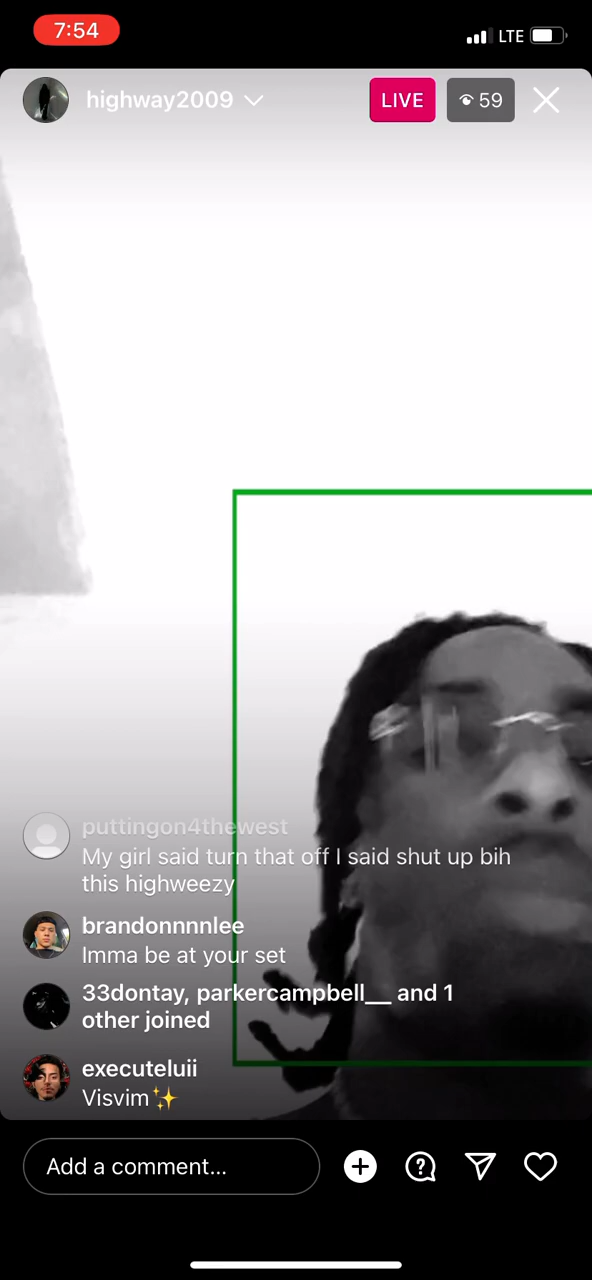 7:54
LTE
highway2009
LIVE
59
puttingon4thewest
My girl said turn that off I said shut up bih
this highweezy
brandonnnnlee
Imma be at your set
33dontay, parkercampbell__ and 1
other joined
executeluii
Visvim✨
Add a comment...